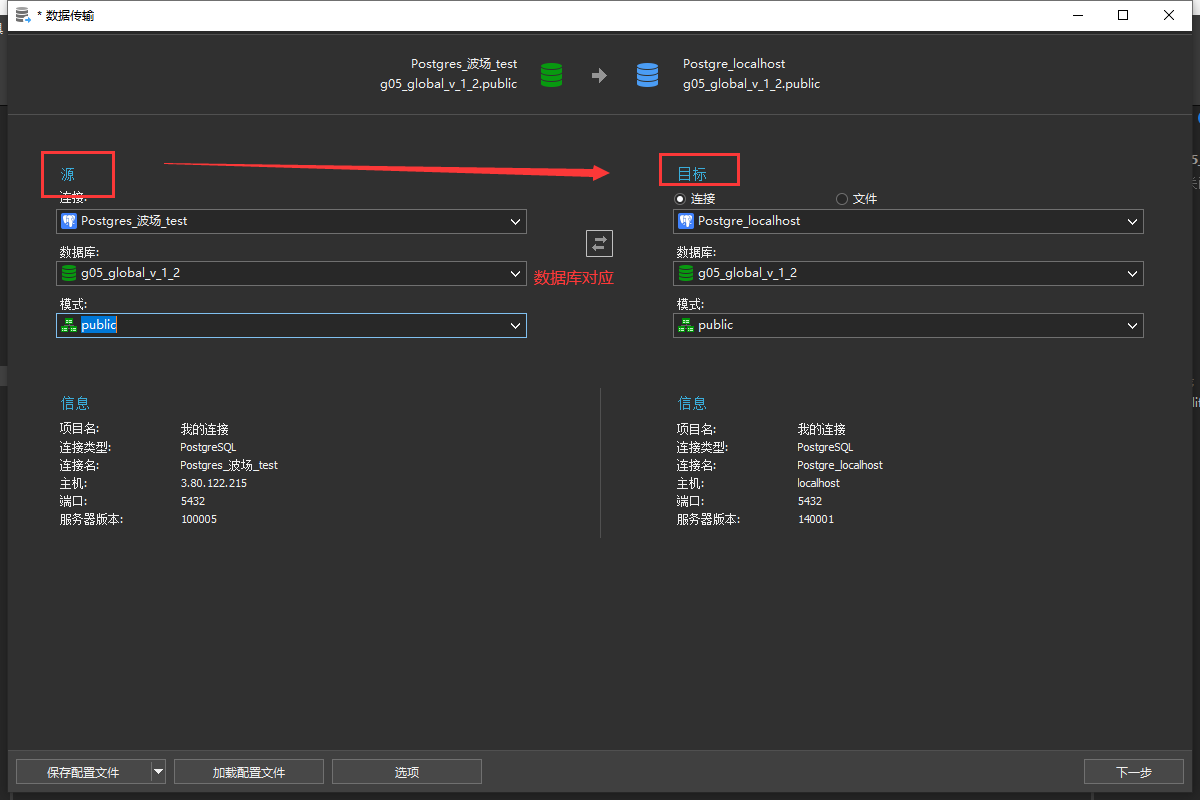 * 数据传输
Postgres_波场_test
g05_global_v_1_2.public
Postgre_localhost
g05_global_v_1_2.public
源
连接:
Postgres_波场_test
数据库:
g05_global_v_1_2
模式:
public
数据库对应
目标
连接 文件
Postgre_localhost
数据库:
g05_global_v_1_2
模式:
public
信息
项目名: 我的连接
连接类型: PostgreSQL
连接名: Postgres_波场_test
主机: 3.80.122.215
端口: 5432
服务器版本: 100005
信息
项目名: 我的连接
连接类型: PostgreSQL
连接名: Postgre_localhost
主机: localhost
端口: 5432
服务器版本: 140001
保存配置文件 加载配置文件 选项 下一步